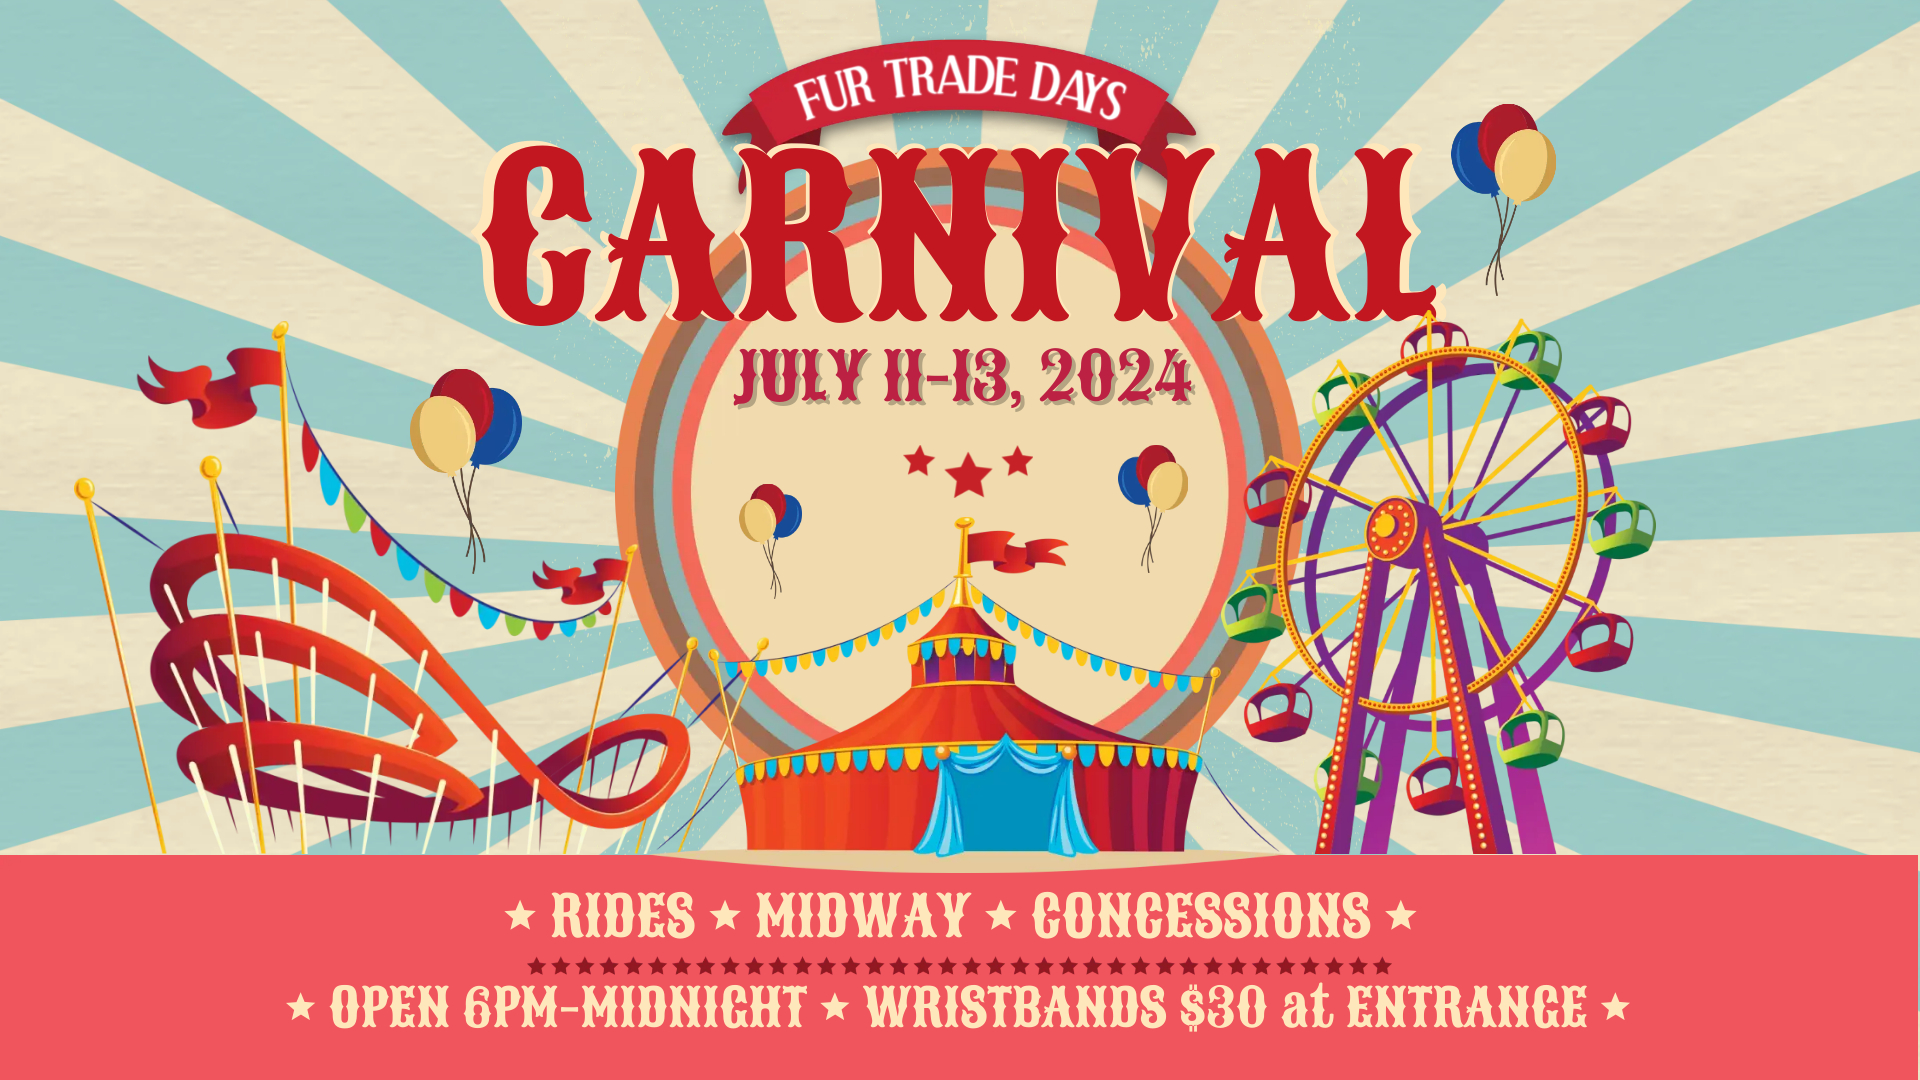 FUR TRADE DAYS
CARNIVAL
JULY 11-13, 2024
RIDES ★ MIDWAY ★ CONCESSIONS
OPEN 6PM-MIDNIGHT ★ WRISTBANDS $30 at ENTRANCE